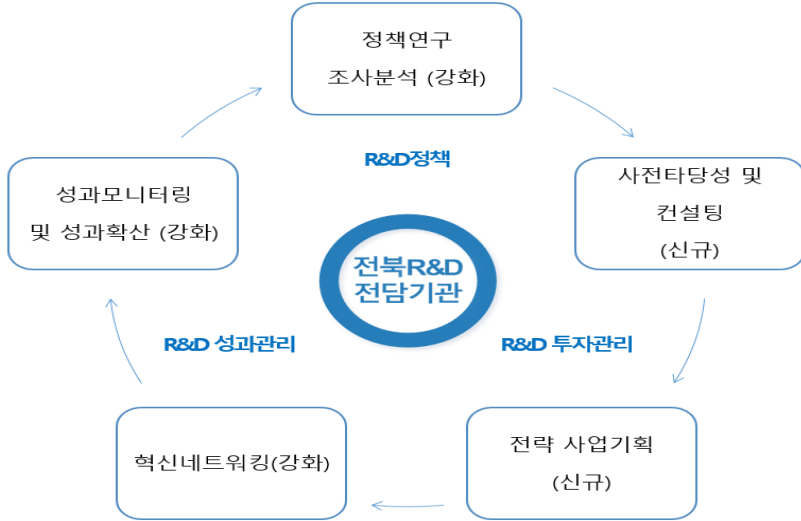 정책연구
조사분석 (강화)
R&D정책
성과모니터링
및 성과확산 (강화)
사전타당성 및
컨설팅
(신규)
전북R&D
전담기관
R&D 성과관리
R&D 투자관리
혁신네트워킹(강화)
전략 사업기획
(신규)